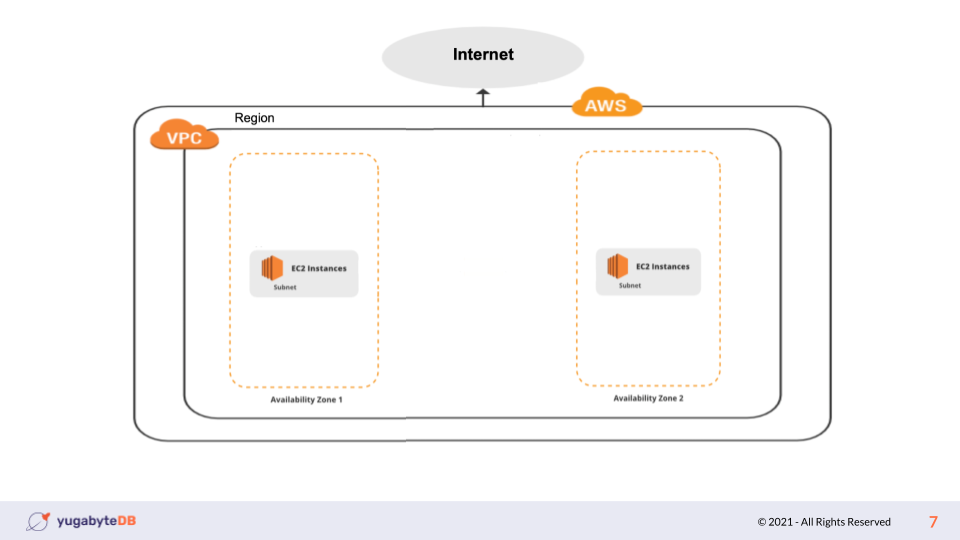 Internet
AWS
Region
VPC
EC2 Instances
Subnet
EC2 Instances
Subnet
Availability Zone 1
Availability Zone 2
yugabyteDB
© 2021 - All Rights Reserved
7